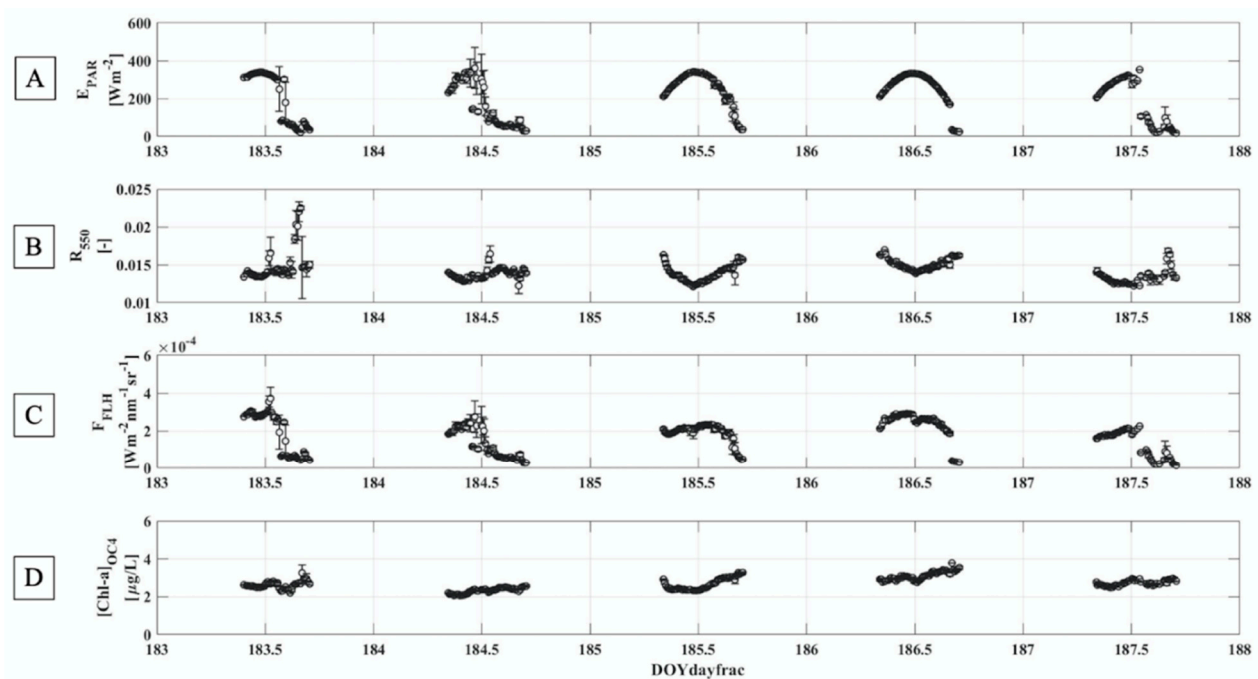 A
E_PAR
[Wm^-2]
600
400
200
0
183 183.5 184 184.5 185 185.5 186 186.5 187 187.5 188
B
R_550
[-]
0.025
0.02
0.015
0.01
183 183.5 184 184.5 185 185.5 186 186.5 187 187.5 188
C
F_FLH
[Wm^-2 nm^-1 sr^-1]
×10^-4
6
4
2
0
183 183.5 184 184.5 185 185.5 186 186.5 187 187.5 188
D
[Chl-a]_OC4
[μg/L]
6
4
2
0
183 183.5 184 184.5 185 185.5 186 186.5 187 187.5 188
DOYdayfrac